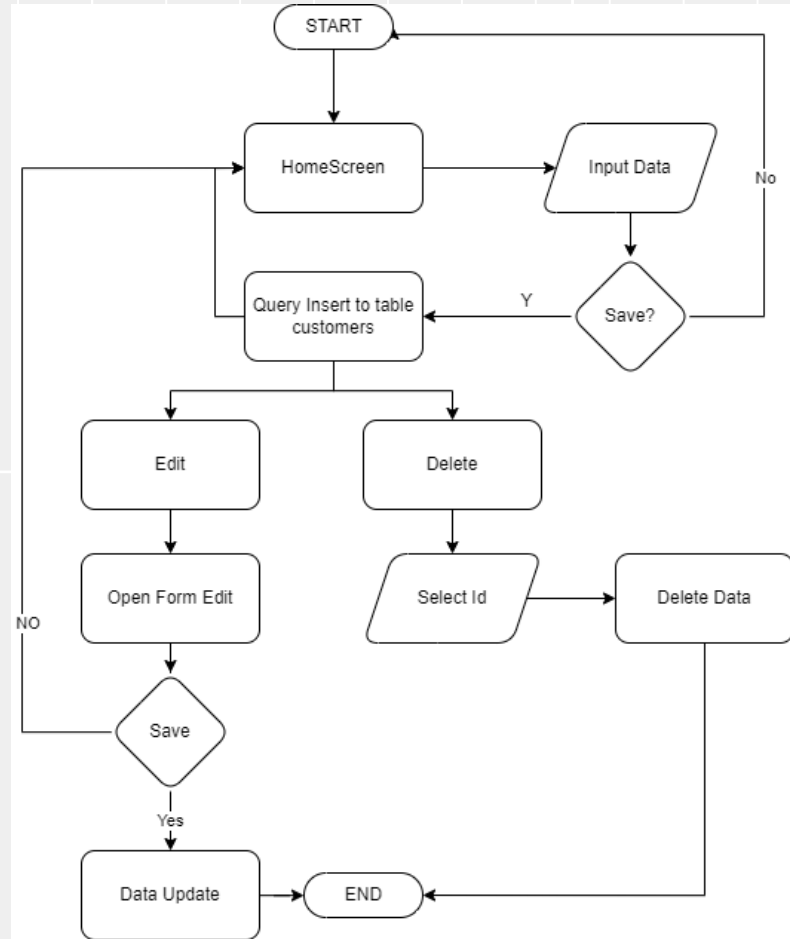 START
HomeScreen
Input Data
No
Query Insert to table
customers
Y
Save?
Edit
Delete
Open Form Edit
Select Id
Delete Data
NO
Save
Yes
Data Update
END